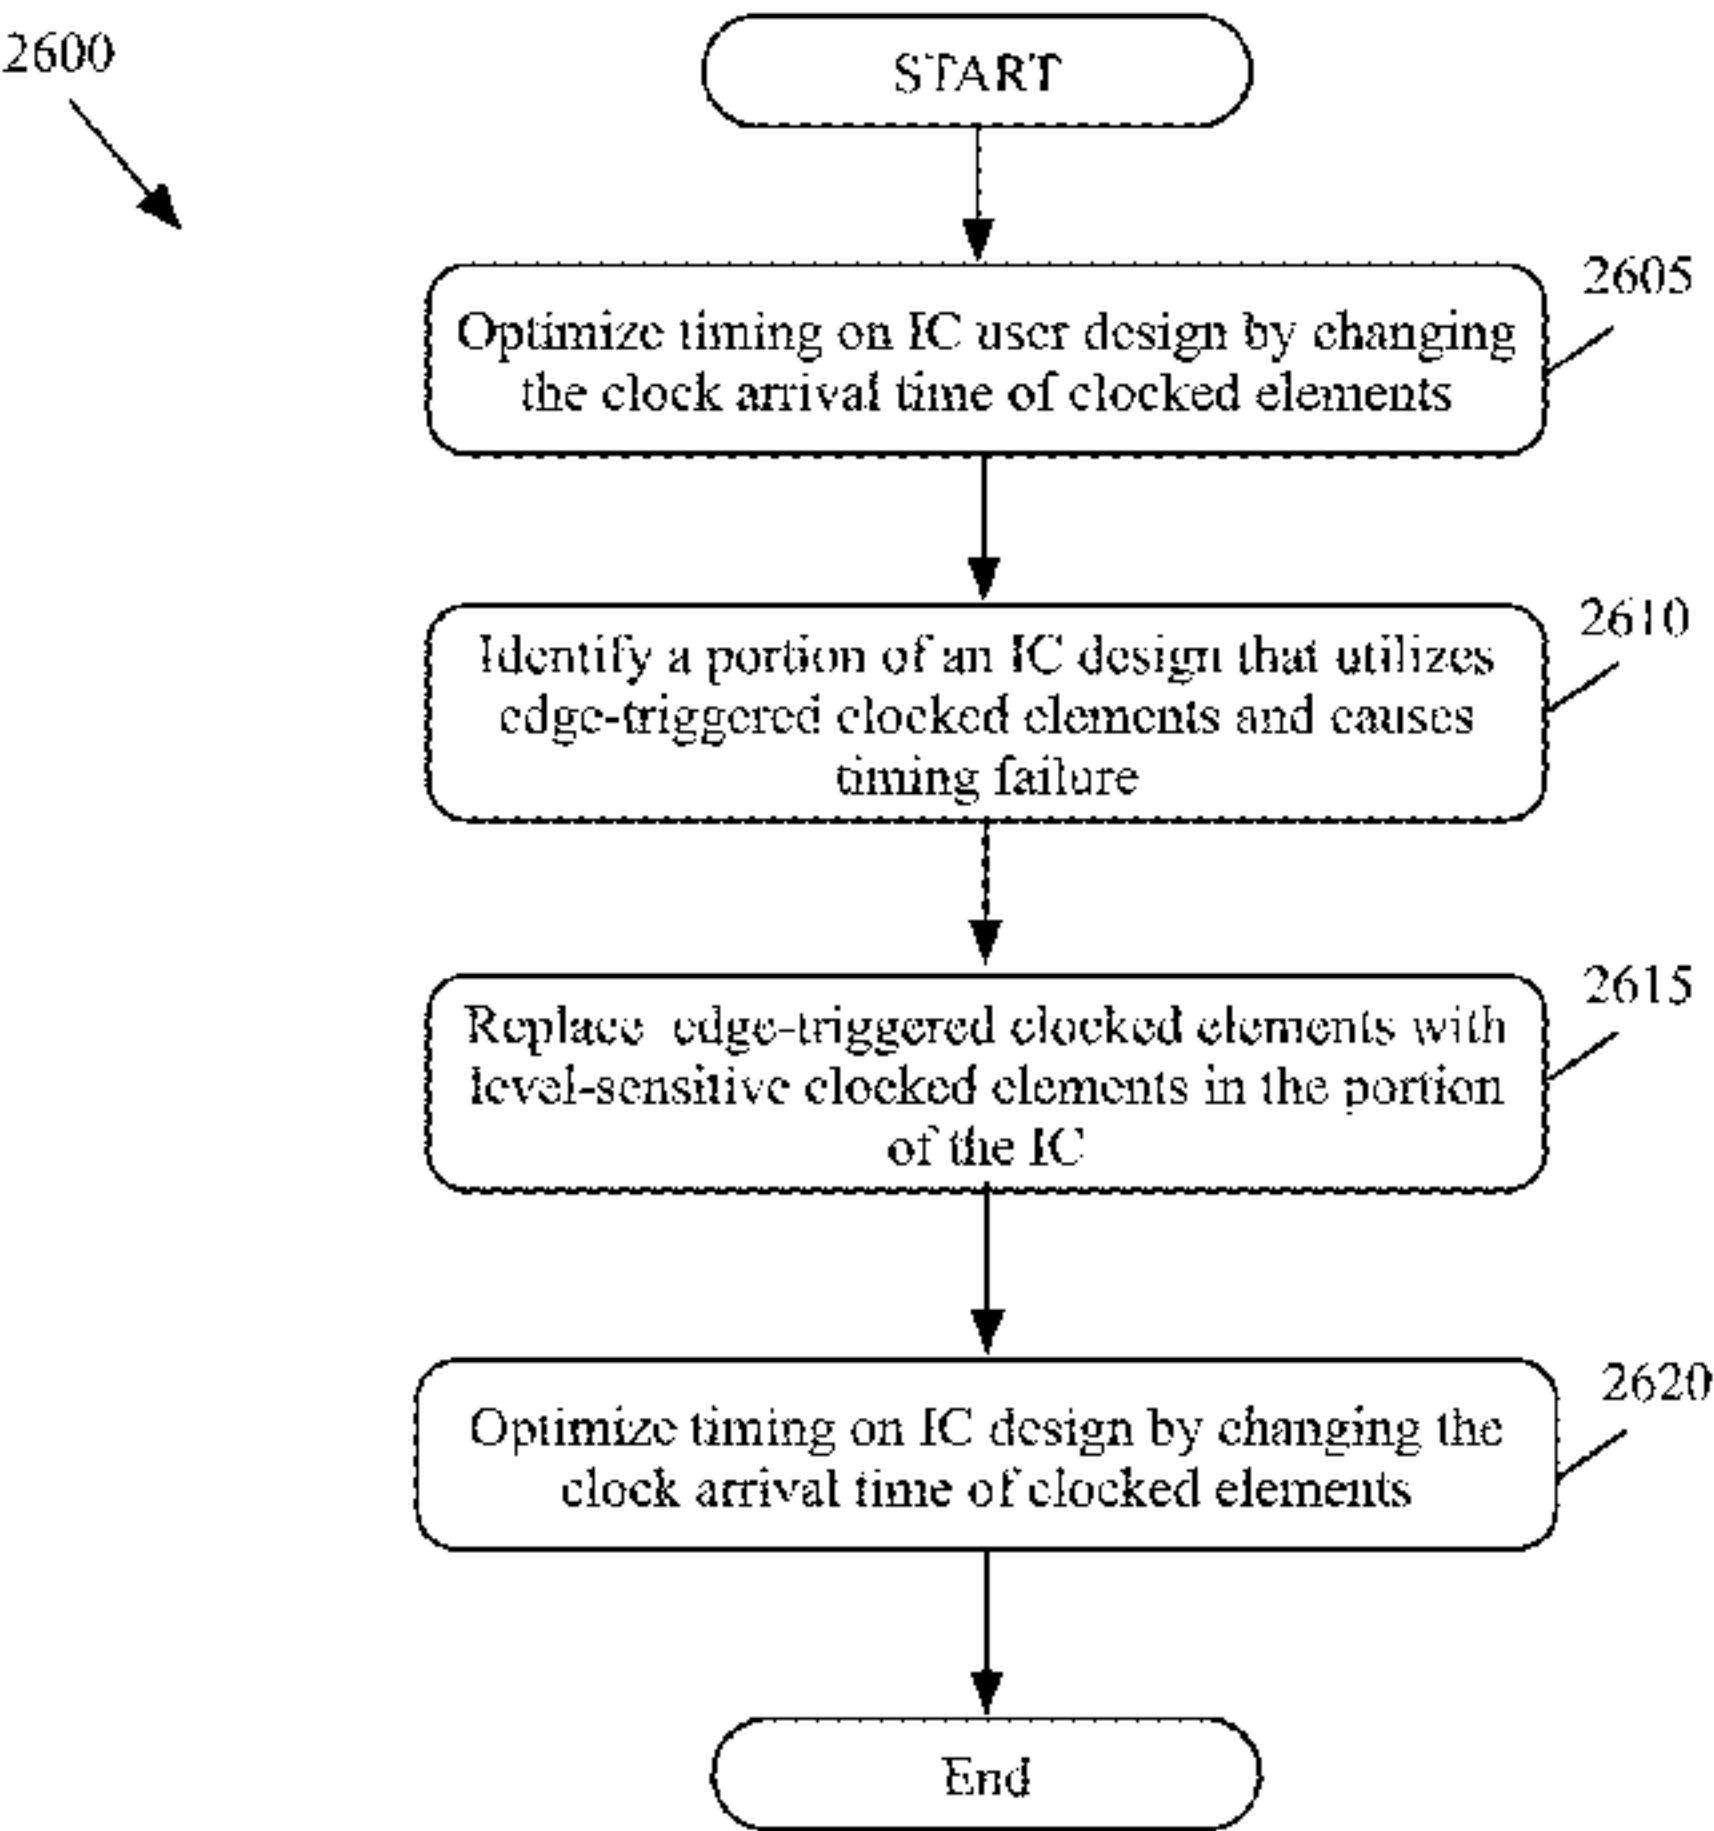 2600
START
2605
Optimize timing on IC user design by changing
the clock arrival time of clocked elements
2610
Identify a portion of an IC design that utilizes
edge-triggered clocked elements and causes
timing failure
2615
Replace edge-triggered clocked elements with
level-sensitive clocked elements in the portion
of the IC
2620
Optimize timing on IC design by changing the
clock arrival time of clocked elements
End